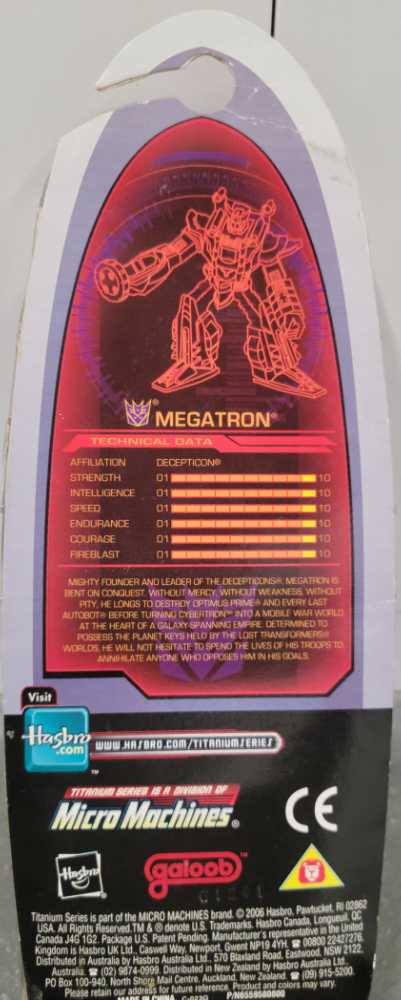 MEGATRON®
TECHNICAL DATA
AFFILIATION DECEPTICON®
STRENGTH 01 10
INTELLIGENCE 01 10
SPEED 01 10
ENDURANCE 01 10
COURAGE 01 10
FIREBLAST 01 10
MIGHTY FOUNDER AND LEADER OF THE DECEPTICONS®, MEGATRON IS
BENT ON CONQUEST. WITHOUT MERCY, WITHOUT WEAKNESS, WITHOUT
PITY, HE LONGS TO DESTROY OPTIMUS PRIME® AND EVERY LAST
AUTOBOT® BEFORE TURNING CYBERTRON™ INTO A MOBILE WAR WORLD
AT THE HEART OF A GALAXY-SPANNING EMPIRE. DETERMINED TO
POSSESS THE PLANET KEYS HELD BY THE LOST TRANSFORMERS®
WORLDS, HE WILL NOT HESITATE TO SPEND THE LIVES OF HIS TROOPS TO
ANNIHILATE ANYONE WHO OPPOSES HIM IN HIS GOALS.
Visit
Hasbro
.com
™
WWW.HASBRO.COM/TITANIUMSERIES
TITANIUM SERIES IS A DIVISION OF
Micro Machines®
CE
Hasbro
galoob™
Titanium Series is part of the MICRO MACHINES brand. © 2006 Hasbro, Pawtucket, RI 02862
USA. All Rights Reserved.TM & ® denote U.S. Trademarks. Hasbro Canada, Longueuil, QC
Canada J4G 1G2. Package U.S. Patent Pending. Manufacturer's representative in the United
Kingdom is Hasbro UK Ltd., Caswell Way, Newport, Gwent NP19 4YH. ☎ 00800 22427276.
Distributed in Australia by Hasbro Australia Ltd., 570 Blaxland Road, Eastwood, NSW 2122,
Australia. ☎ (02) 9874-0999. Distributed in New Zealand by Hasbro Australia Ltd.,
PO Box 100-940, North Shore Mail Centre, Auckland, New Zealand. ☎ (09) 915-5200.
Please retain our address for future reference. Product and colors may vary.